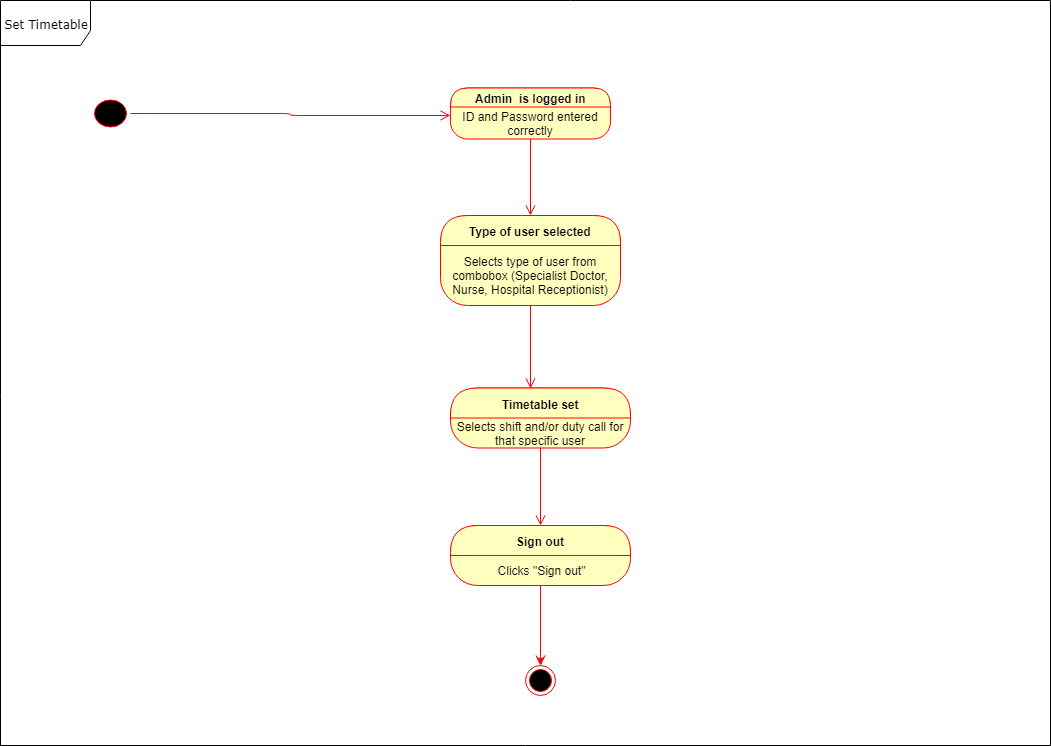 Set Timetable
Admin  is logged in
ID and Password entered
correctly
Type of user selected
Selects type of user from
combobox (Specialist Doctor,
Nurse, Hospital Receptionist)
Timetable set
Selects shift and/or duty call for
that specific user
Sign out
Clicks "Sign out"